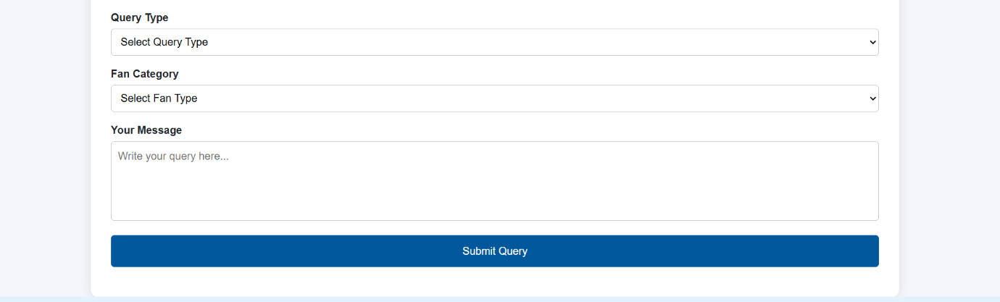 Query Type
Select Query Type
Fan Category
Select Fan Type
Your Message
Write your query here...
Submit Query